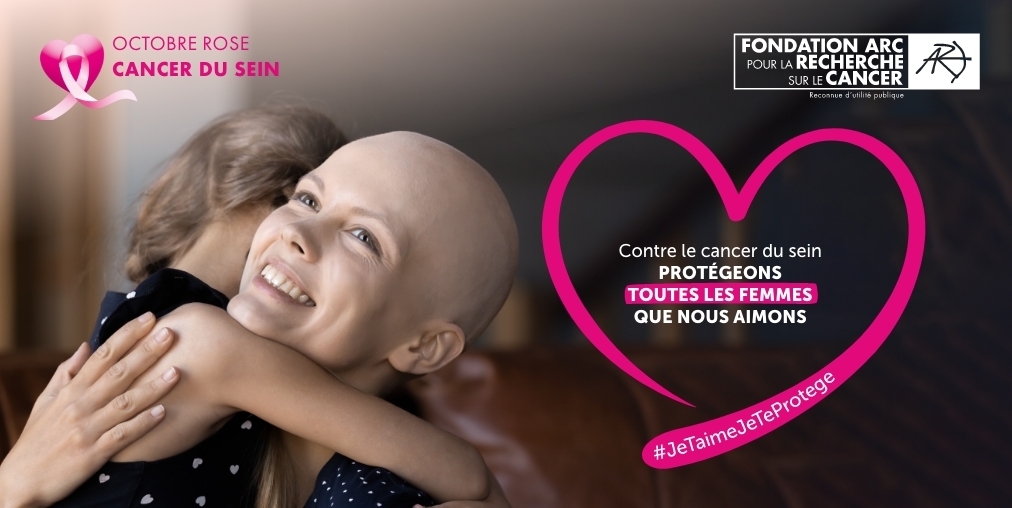 OCTOBRE ROSE
CANCER DU SEIN
FONDATION ARC
POUR LA RECHERCHE
SUR LE CANCER
ARC
Reconnue d'utilité publique
Contre le cancer du sein
PROTÉGEONS
TOUTES LES FEMMES
QUE NOUS AIMONS
#JeTaimeJeTeProtege